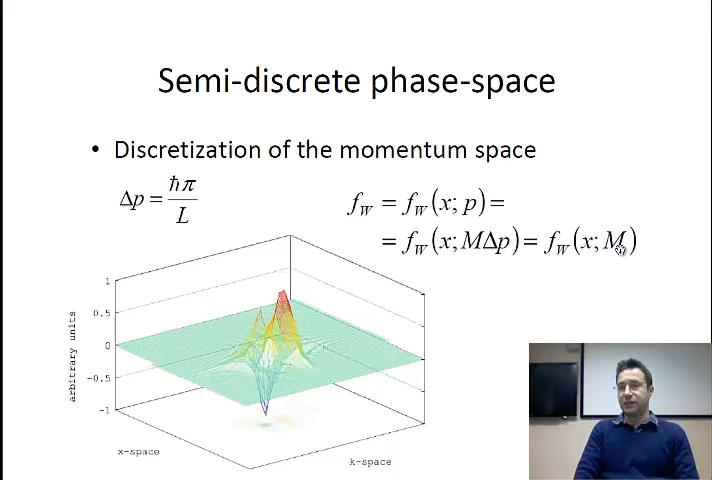 Semi-discrete phase-space
• Discretization of the momentum space
Δp = ħπ / L
f_W = f_W(x; p) =
= f_W(x; MΔp) = f_W(x; M)
1
0.5
0
−0.5
−1
arbitrary units
x-space
k-space